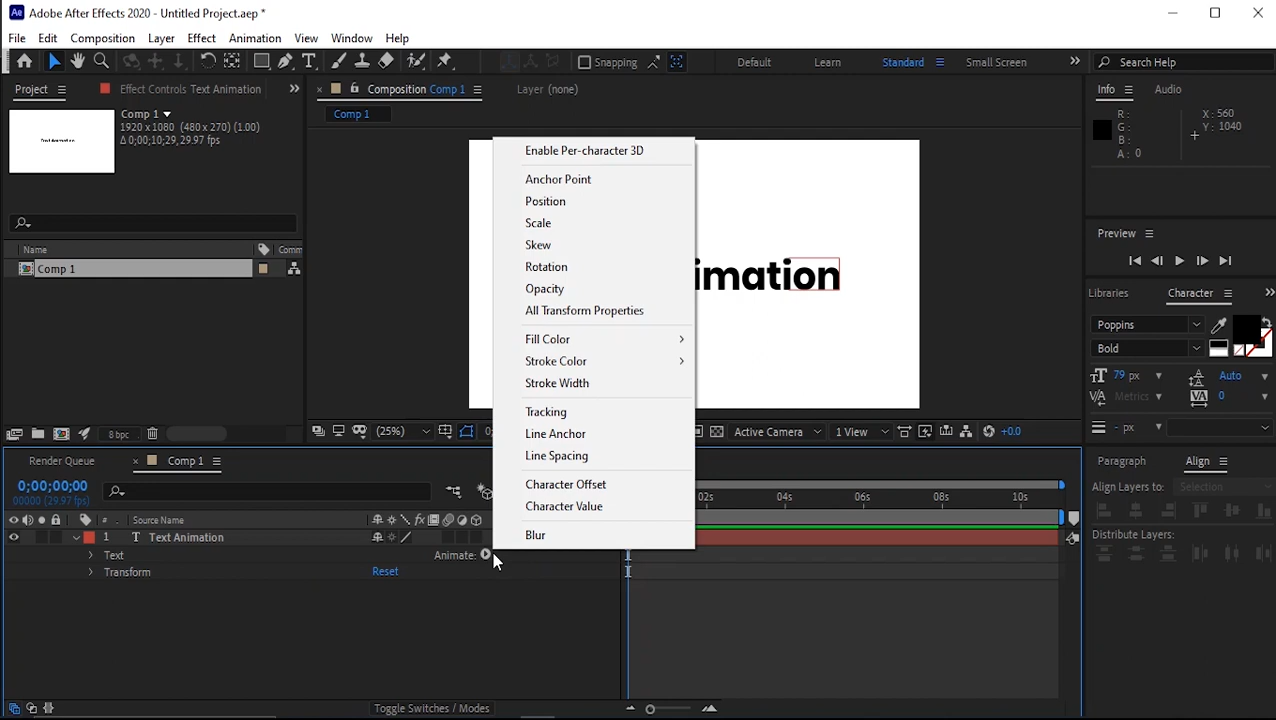 Adobe After Effects 2020 - Untitled Project.aep *
File Edit Composition Layer Effect Animation View Window Help
Snapping Default Learn Standard Small Screen Search Help
Project Effect Controls Text Animation Composition Comp 1 Layer (none) Info Audio
Comp 1
1920 x 1080 (480 x 270) (1.00)
Δ 0;00;10;29, 29.97 fps
Text Animation
Comp 1
R:
G:
B:
A: 0
X: 560
Y: 1040
Enable Per-character 3D
Anchor Point
Position
Scale
Skew
Rotation
Opacity
All Transform Properties
Fill Color
Stroke Color
Stroke Width
Tracking
Line Anchor
Line Spacing
Character Offset
Character Value
Blur
imation
Preview
Libraries Character
Poppins
Bold
79 px Auto
Metrics 0
- px
Name Comm
Comp 1
8 bpc
(25%) Active Camera 1 View +0.0
Render Queue Comp 1
Paragraph Align
0;00;00;00
00000 (29.97 fps)
02s 04s 06s 08s 10s
Align Layers to: Selection
# Source Name fx
1 T Text Animation
Text Animate:
Transform Reset
Distribute Layers:
Toggle Switches / Modes